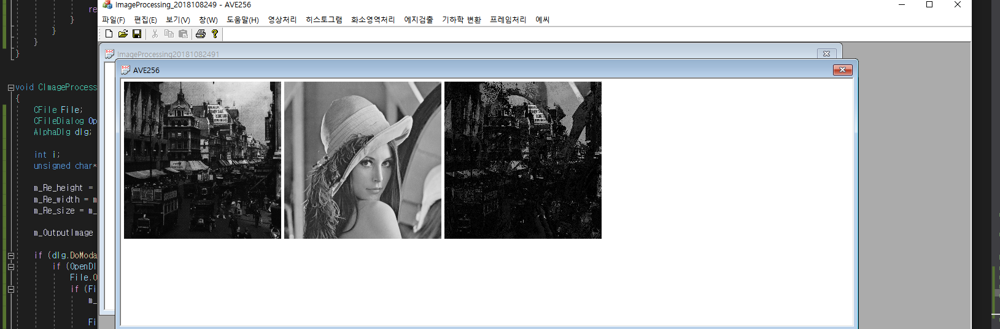 ImageProcessing_2018108249 - AVE256
파일(F) 편집(E) 보기(V) 창(W) 도움말(H) 영상처리 히스토그램 화소영역처리 에지검출 기하학 변환 프레임처리 예씨
ImageProcessing20181082491
AVE256
re
}
}
}
}
void CImageProcess
{
CFile File;
CFileDialog Op
AlphaDlg dlg;
int i;
unsigned char*
m_Re_height =
m_Re_width = m
m_Re_size = m_
m_OutputImage
if (dlg.DoModa
if (OpenDl
File.O
if (Fi
m_
Fi